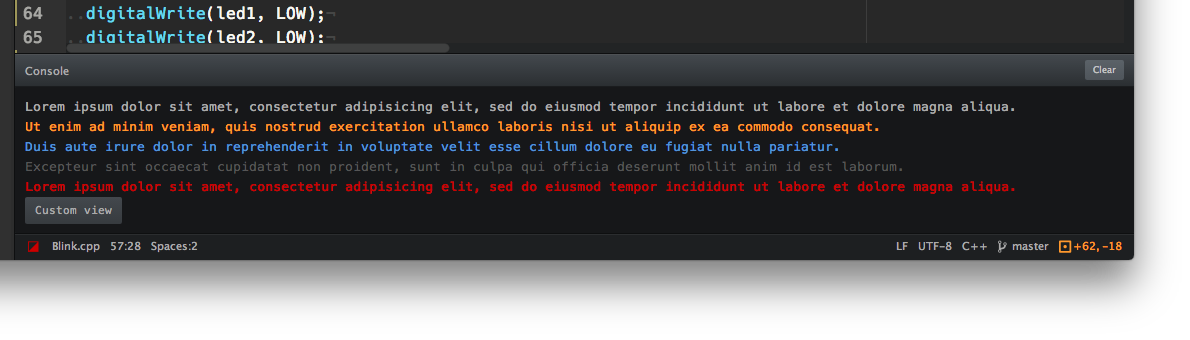 64 ..digitalWrite(led1, LOW);¬
65 ..digitalWrite(led2, LOW);¬
Console
Clear
Lorem ipsum dolor sit amet, consectetur adipisicing elit, sed do eiusmod tempor incididunt ut labore et dolore magna aliqua.
Ut enim ad minim veniam, quis nostrud exercitation ullamco laboris nisi ut aliquip ex ea commodo consequat.
Duis aute irure dolor in reprehenderit in voluptate velit esse cillum dolore eu fugiat nulla pariatur.
Excepteur sint occaecat cupidatat non proident, sunt in culpa qui officia deserunt mollit anim id est laborum.
Lorem ipsum dolor sit amet, consectetur adipisicing elit, sed do eiusmod tempor incididunt ut labore et dolore magna aliqua.
Custom view
Blink.cpp 57:28 Spaces:2 LF UTF-8 C++ master +62, -18